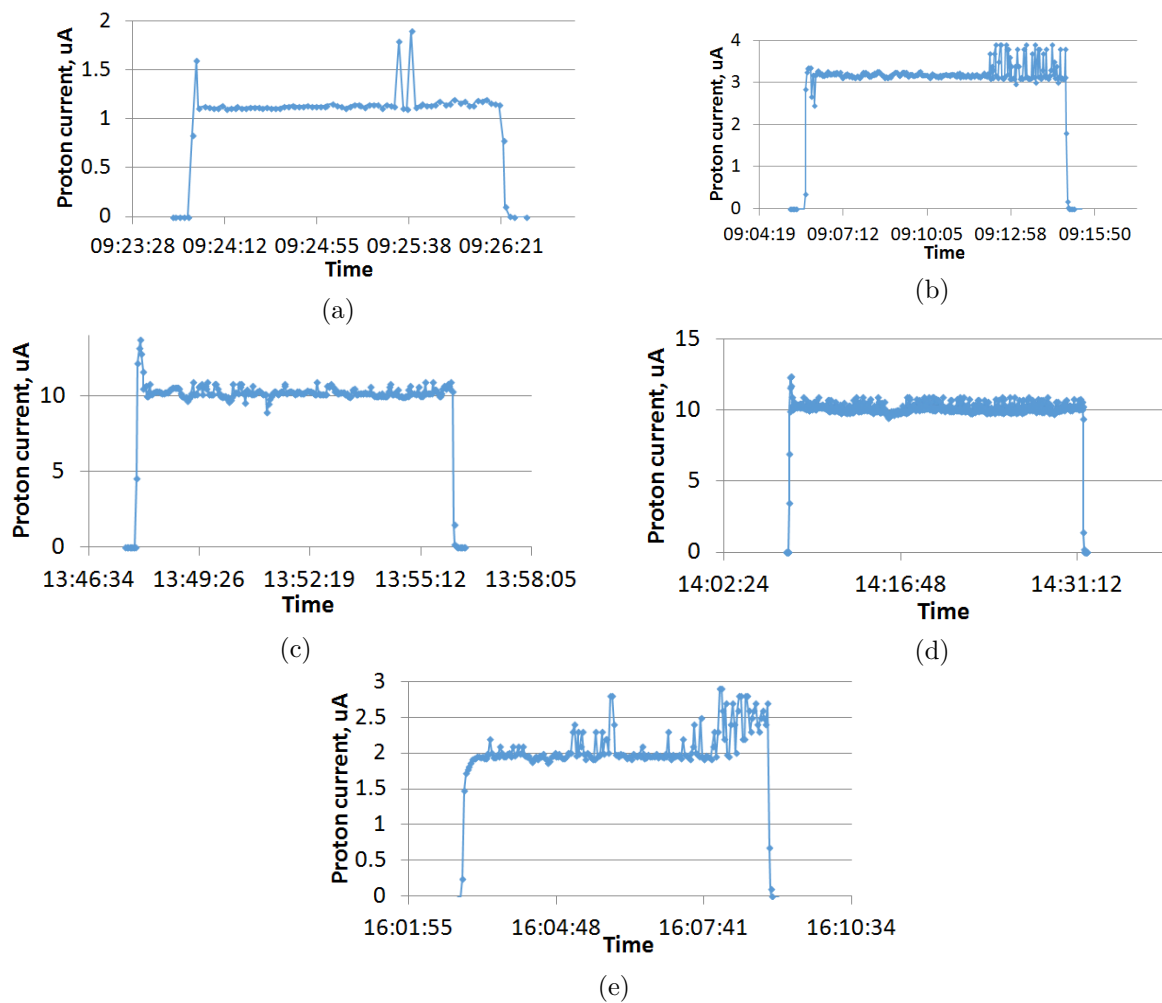 Proton current, uA
2
1.5
1
0.5
0
09:23:28 09:24:12 09:24:55 09:25:38 09:26:21
Time
(a)
Proton current, uA
4
3
2
1
0
09:04:19 09:07:12 09:10:05 09:12:58 09:15:50
Time
(b)
Proton current, uA
10
5
0
13:46:34 13:49:26 13:52:19 13:55:12 13:58:05
Time
(c)
Proton current, uA
15
10
5
0
14:02:24 14:16:48 14:31:12
Time
(d)
Proton current, uA
3
2.5
2
1.5
1
0.5
0
16:01:55 16:04:48 16:07:41 16:10:34
Time
(e)